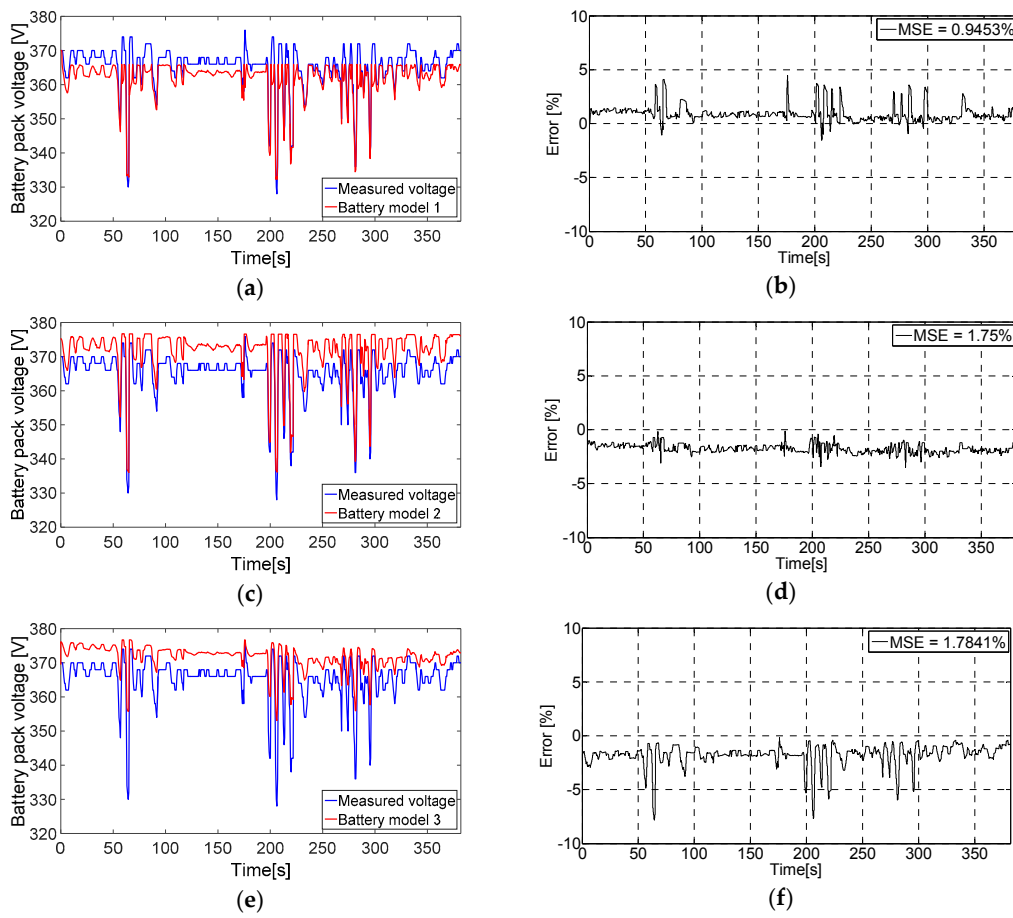 380
370
360
350
340
330
320
Battery pack voltage [V]
Measured voltage
Battery model 1
0 50 100 150 200 250 300 350
Time[s]
(a)
10
5
0
-5
-10
Error [%]
MSE = 0.9453%
0 50 100 150 200 250 300 350
Time[s]
(b)
380
370
360
350
340
330
320
Battery pack voltage [V]
Measured voltage
Battery model 2
0 50 100 150 200 250 300 350
Time[s]
(c)
10
5
0
-5
-10
Error [%]
MSE = 1.75%
0 50 100 150 200 250 300 350
Time[s]
(d)
380
370
360
350
340
330
320
Battery pack voltage [V]
Measured voltage
Battery model 3
0 50 100 150 200 250 300 350
Time[s]
(e)
10
5
0
-5
-10
Error [%]
MSE = 1.7841%
0 50 100 150 200 250 300 350
Time[s]
(f)